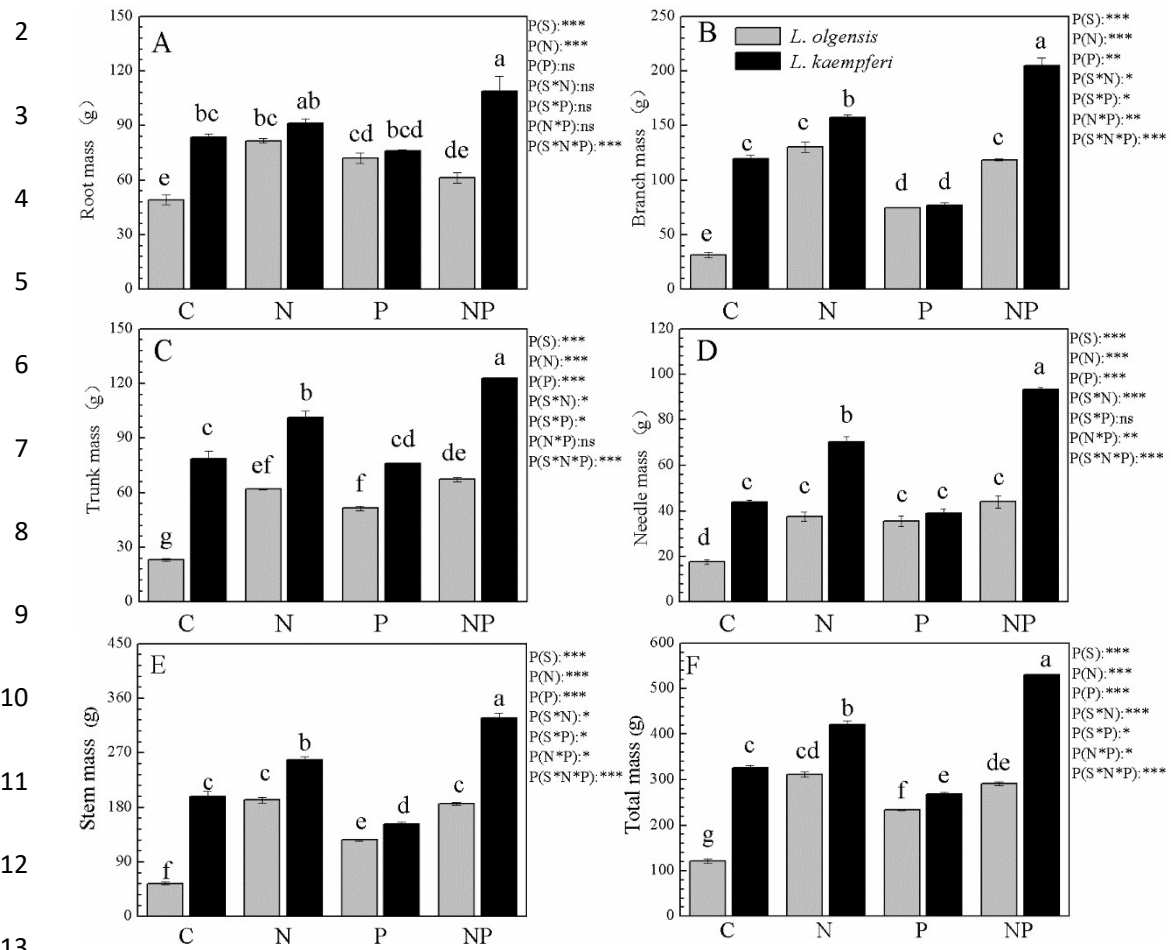 2
3
4
5
6
7
8
9
10
11
12
13
A
Root mass (g)
150
120
90
60
30
0
e
bc
bc
ab
cd
bcd
de
a
C N P NP
P(S):***
P(N):***
P(P):ns
P(S*N):ns
P(S*P):ns
P(N*P):ns
P(S*N*P):***
B
L. olgensis
L. kaempferi
Branch mass (g)
250
200
150
100
50
0
e
c
c
b
d
d
c
a
C N P NP
P(S):***
P(N):***
P(P):**
P(S*N):*
P(S*P):*
P(N*P):**
P(S*N*P):***
C
Trunk mass (g)
150
120
90
60
30
0
g
c
ef
b
f
cd
de
a
C N P NP
P(S):***
P(N):***
P(P):***
P(S*N):*
P(S*P):*
P(N*P):ns
P(S*N*P):***
D
Needle mass (g)
120
100
80
60
40
20
0
d
c
c
b
c
c
c
a
C N P NP
P(S):***
P(N):***
P(P):***
P(S*N):***
P(S*P):ns
P(N*P):**
P(S*N*P):***
E
Stem mass (g)
450
360
270
180
90
0
f
c
c
b
e
d
c
a
C N P NP
P(S):***
P(N):***
P(P):***
P(S*N):*
P(S*P):*
P(N*P):*
P(S*N*P):***
F
Total mass (g)
600
500
400
300
200
100
0
g
c
cd
b
f
e
de
a
C N P NP
P(S):***
P(N):***
P(P):***
P(S*N):***
P(S*P):*
P(N*P):*
P(S*N*P):***